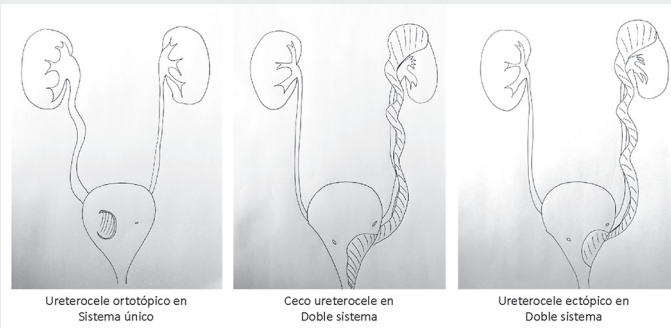 Ureterocele ortotópico en
Sistema único
Ceco ureterocele en
Doble sistema
Ureterocele ectópico en
Doble sistema